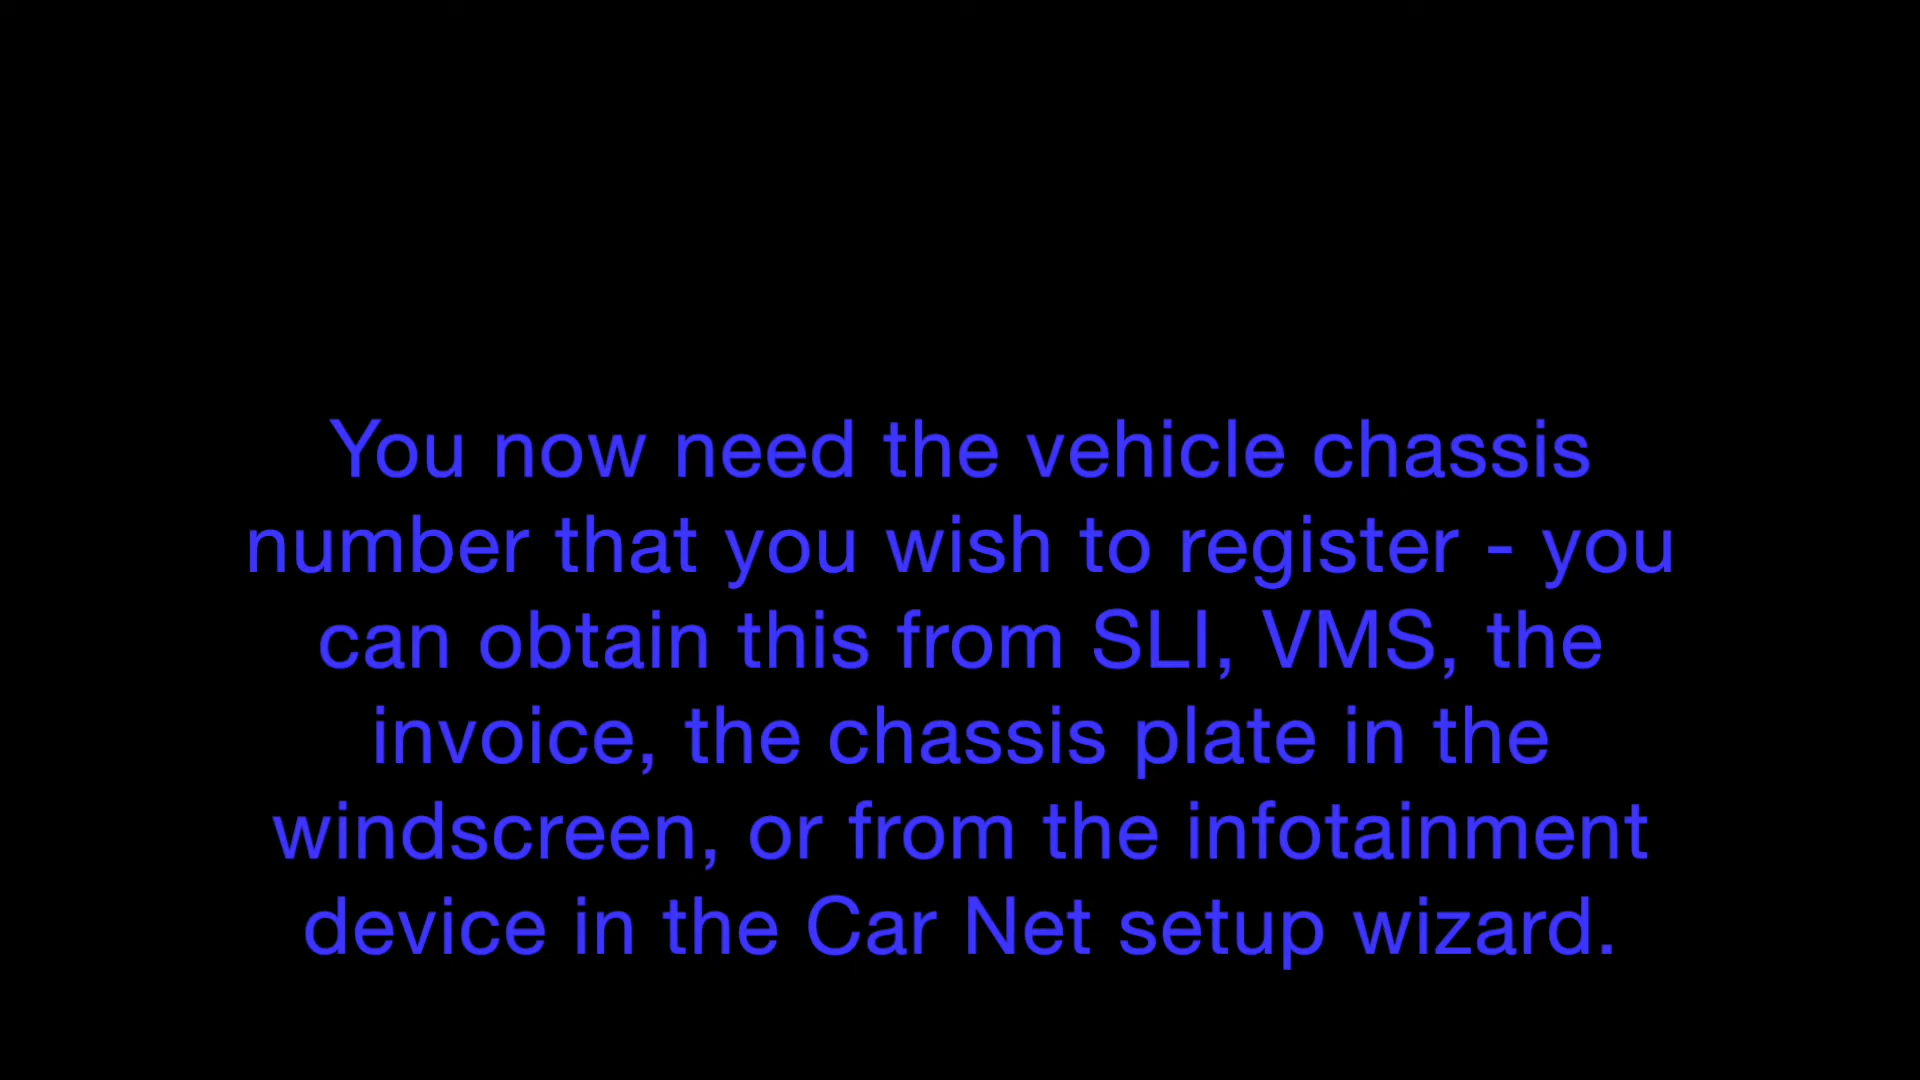 You now need the vehicle chassis
number that you wish to register - you
can obtain this from SLI, VMS, the
invoice, the chassis plate in the
windscreen, or from the infotainment
device in the Car Net setup wizard.